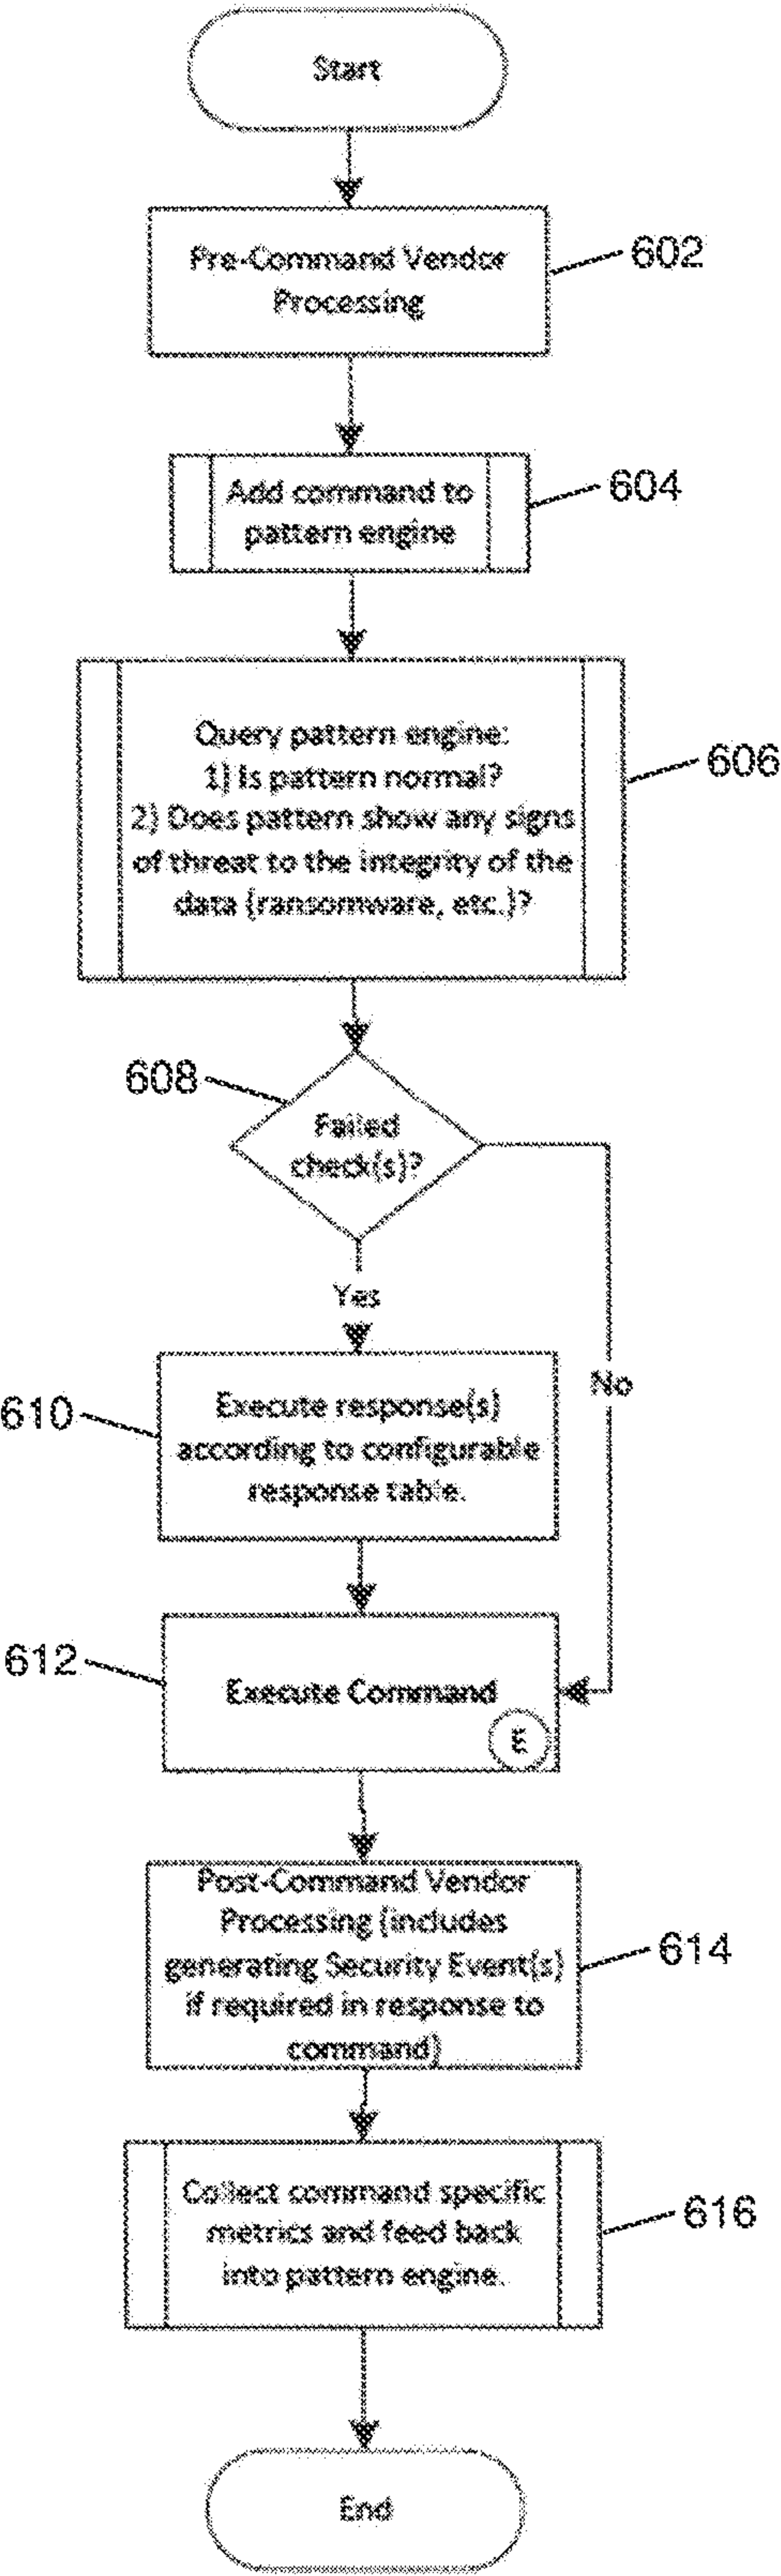 Start
Pre-Command Vendor
Processing
602
Add command to
pattern engine
604
Query pattern engine:
1) Is pattern normal?
2) Does pattern show any signs
of threat to the integrity of the
data (ransomware, etc.)?
606
608
Failed
check(s)?
Yes
No
610
Execute response(s)
according to configurable
response table.
612
Execute Command
E
Post-Command Vendor
Processing (includes
generating Security Event(s)
if required in response to
command)
614
Collect command specific
metrics and feed back
into pattern engine.
616
End